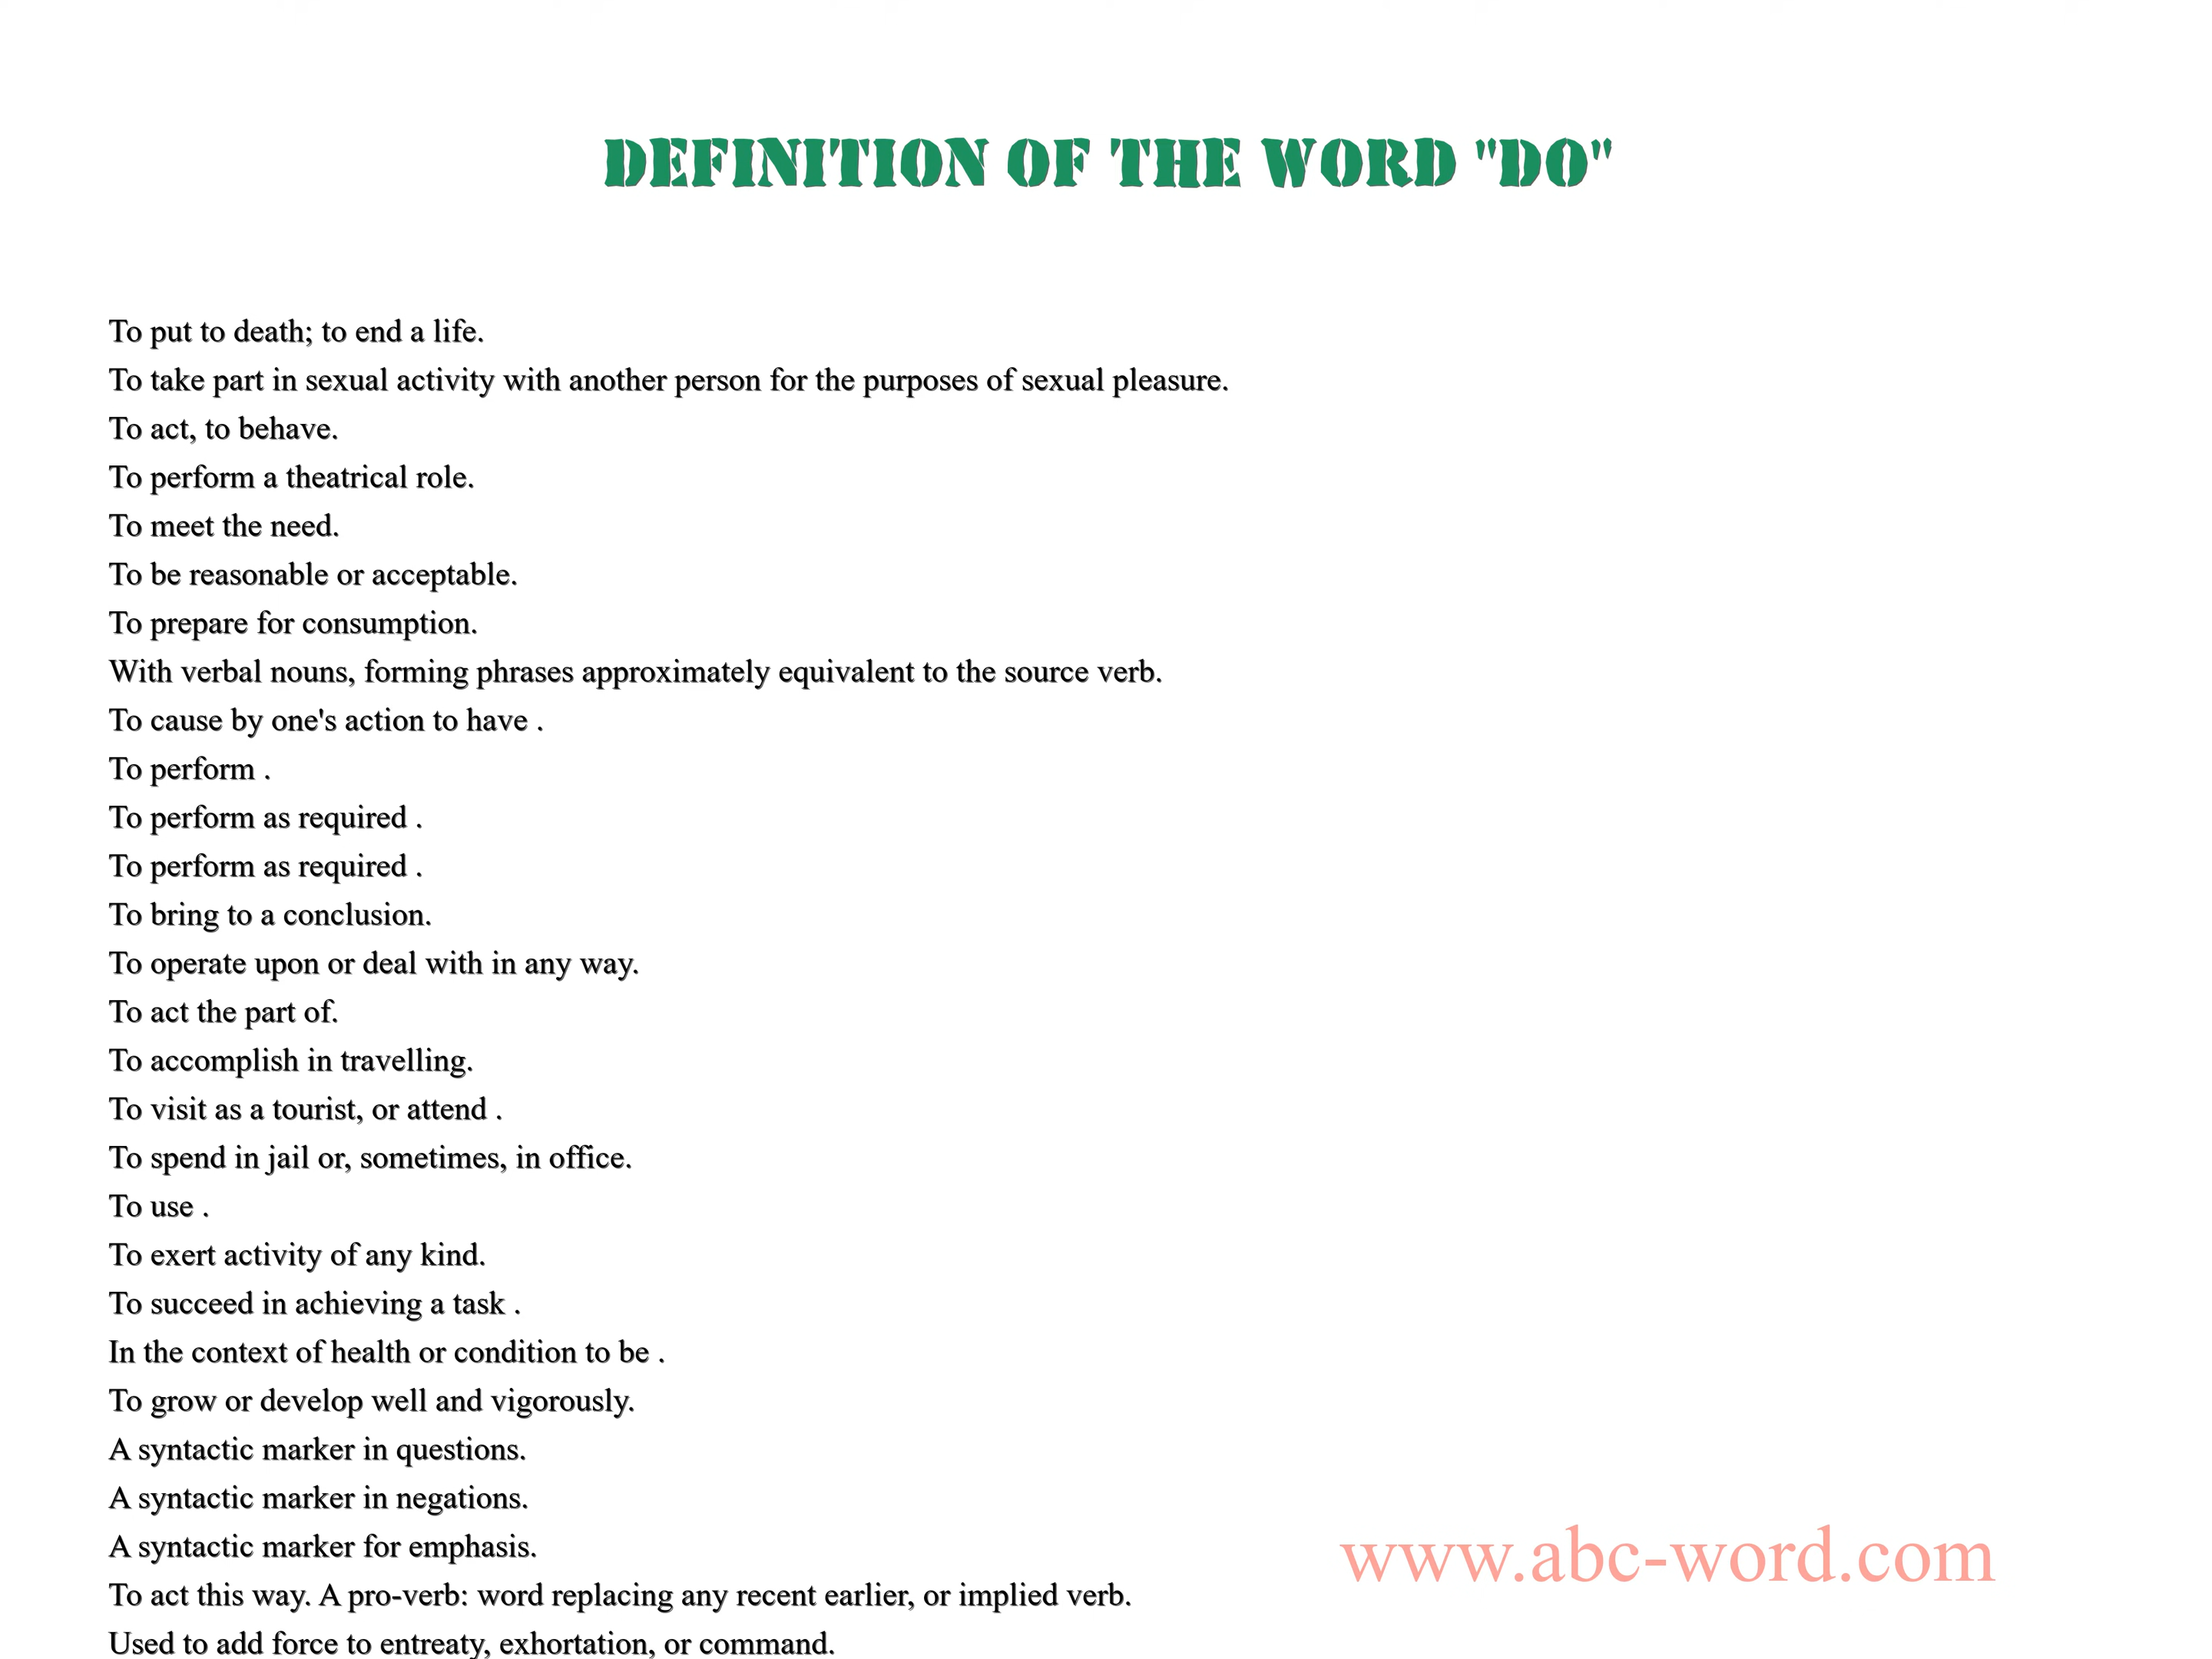 DEFINITION OF THE WORD "DO"
To put to death; to end a life.
To take part in sexual activity with another person for the purposes of sexual pleasure.
To act, to behave.
To perform a theatrical role.
To meet the need.
To be reasonable or acceptable.
To prepare for consumption.
With verbal nouns, forming phrases approximately equivalent to the source verb.
To cause by one's action to have .
To perform .
To perform as required .
To perform as required .
To bring to a conclusion.
To operate upon or deal with in any way.
To act the part of.
To accomplish in travelling.
To visit as a tourist, or attend .
To spend in jail or, sometimes, in office.
To use .
To exert activity of any kind.
To succeed in achieving a task .
In the context of health or condition to be .
To grow or develop well and vigorously.
A syntactic marker in questions.
A syntactic marker in negations.
A syntactic marker for emphasis.
To act this way. A pro-verb: word replacing any recent earlier, or implied verb.
Used to add force to entreaty, exhortation, or command.
www.abc-word.com